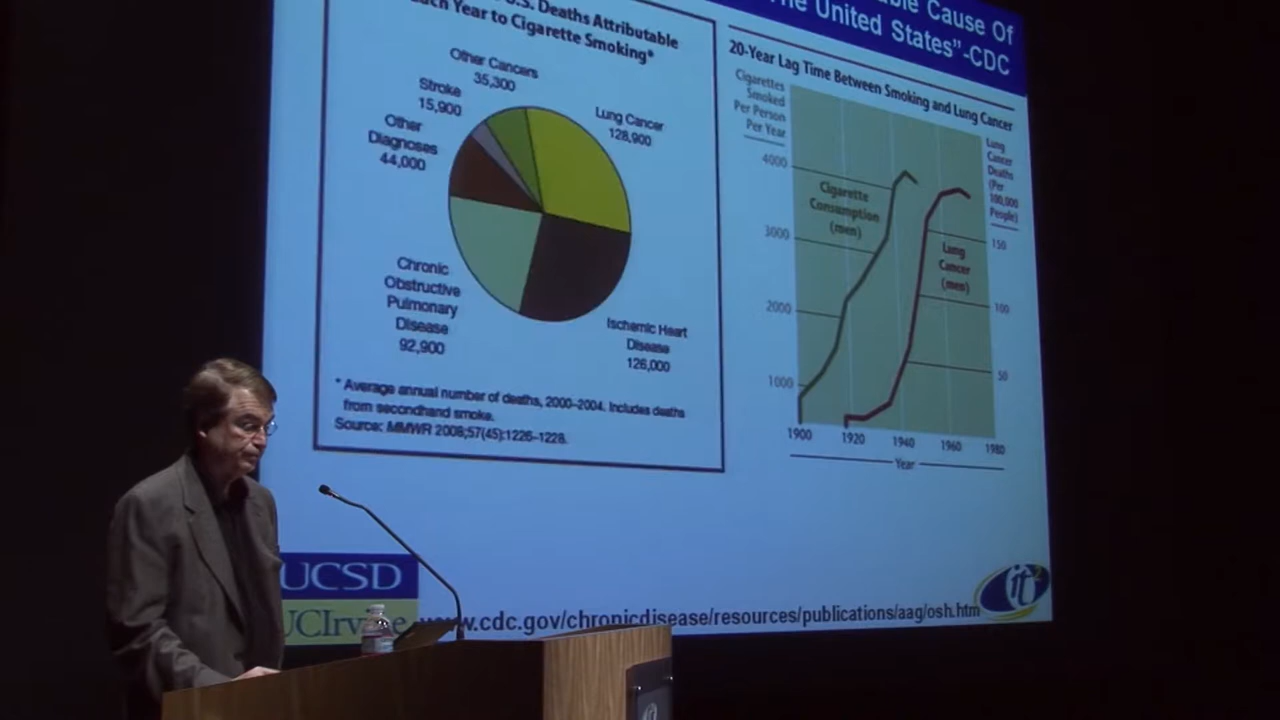 able Cause Of
he United States"-CDC
U.S. Deaths Attributable
Each Year to Cigarette Smoking*
Other Cancers
35,300
Stroke
15,900
Other
Diagnoses
44,000
Lung Cancer
128,900
Chronic
Obstructive
Pulmonary
Disease
92,900
Ischemic Heart
Disease
126,000
* Average annual number of deaths, 2000–2004. Includes deaths
from secondhand smoke.
Source: MMWR 2008;57(45):1226–1228.
20-Year Lag Time Between Smoking and Lung Cancer
Cigarettes
Smoked
Per Person
Per Year
4000
3000
2000
1000
Cigarette
Consumption
(men)
Lung
Cancer
(men)
Lung
Cancer
Deaths
(Per
100,000
People)
150
100
50
1900
1920
1940
1960
1980
Year
UCSD
UCIrvine
www.cdc.gov/chronicdisease/resources/publications/aag/osh.htm
it2